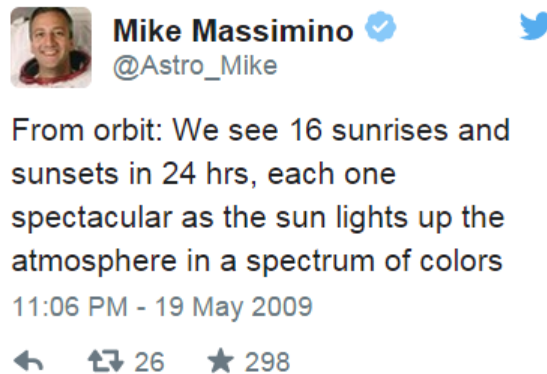 Mike Massimino
@Astro_Mike
From orbit: We see 16 sunrises and
sunsets in 24 hrs, each one
spectacular as the sun lights up the
atmosphere in a spectrum of colors
11:06 PM - 19 May 2009
26 298